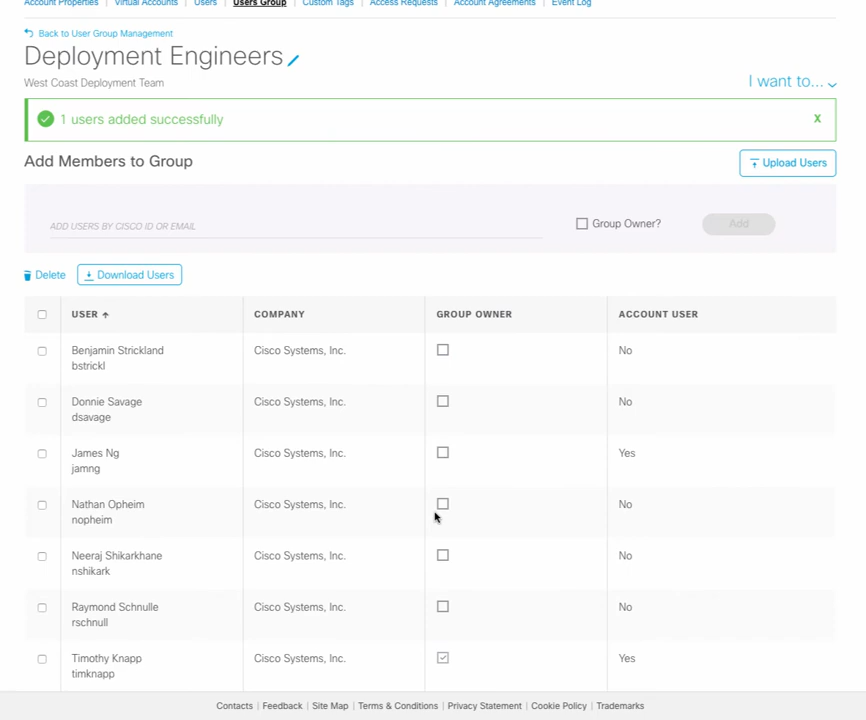 Account Properties | Virtual Accounts | Users | Users Group | Custom Tags | Access Requests | Account Agreements | Event Log
Back to User Group Management
Deployment Engineers
West Coast Deployment Team
I want to...
1 users added successfully
X
Add Members to Group
Upload Users
ADD USERS BY CISCO ID OR EMAIL
Group Owner?
Add
Delete
Download Users
USER COMPANY GROUP OWNER ACCOUNT USER
Benjamin Strickland Cisco Systems, Inc. No
bstrickl
Donnie Savage Cisco Systems, Inc. No
dsavage
James Ng Cisco Systems, Inc. Yes
jamng
Nathan Opheim Cisco Systems, Inc. No
nopheim
Neeraj Shikarkhane Cisco Systems, Inc. No
nshikark
Raymond Schnulle Cisco Systems, Inc. No
rschnull
Timothy Knapp Cisco Systems, Inc. Yes
timknapp
Contacts | Feedback | Site Map | Terms & Conditions | Privacy Statement | Cookie Policy | Trademarks